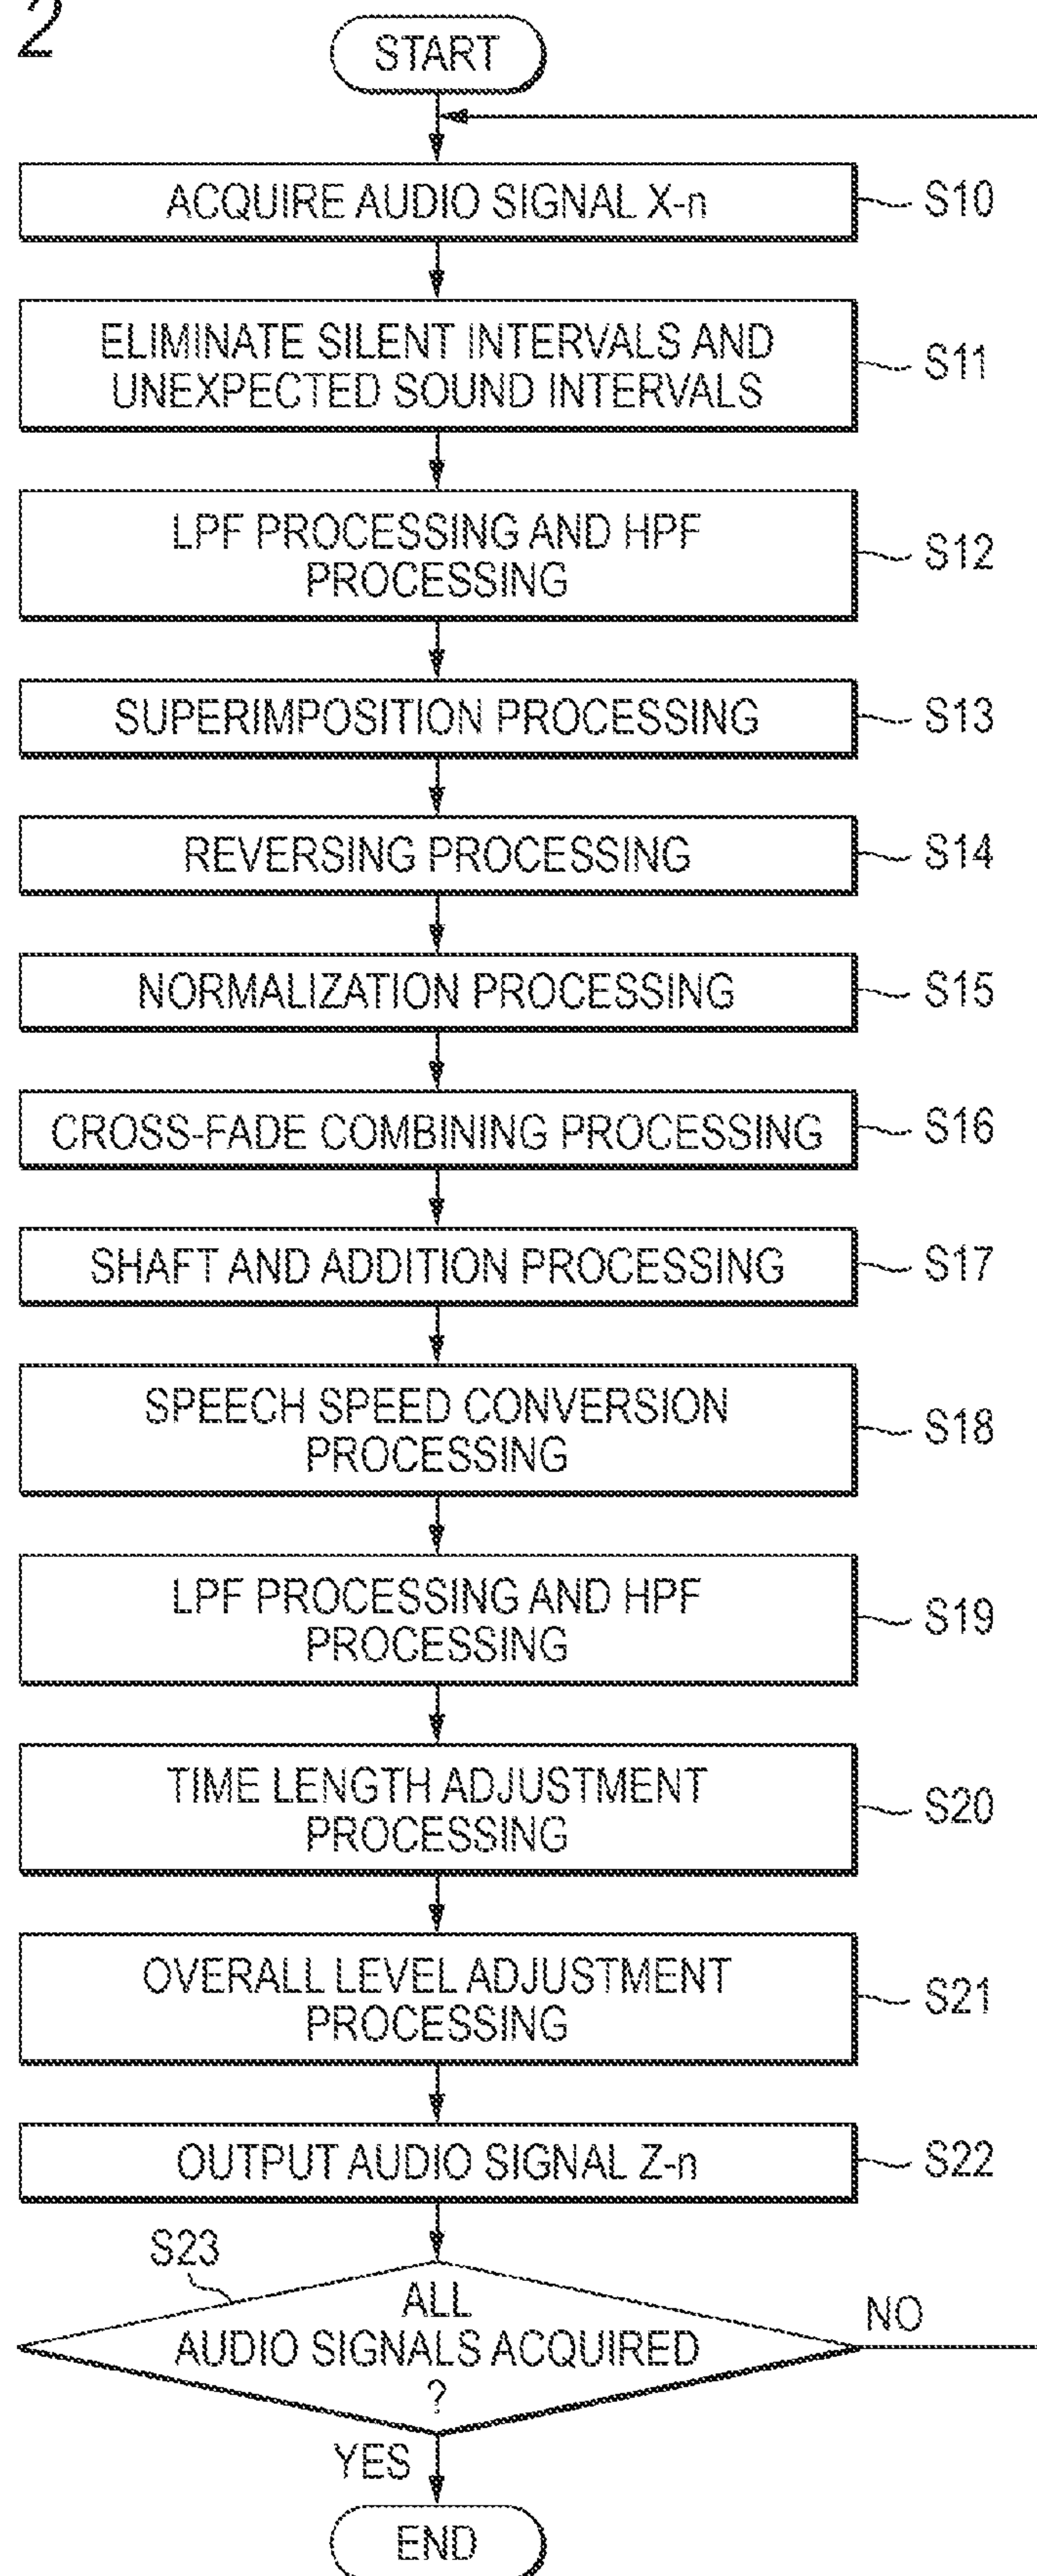 2
START
ACQUIRE AUDIO SIGNAL X-n
S10
ELIMINATE SILENT INTERVALS AND
UNEXPECTED SOUND INTERVALS
S11
LPF PROCESSING AND HPF
PROCESSING
S12
SUPERIMPOSITION PROCESSING
S13
REVERSING PROCESSING
S14
NORMALIZATION PROCESSING
S15
CROSS-FADE COMBINING PROCESSING
S16
SHAFT AND ADDITION PROCESSING
S17
SPEECH SPEED CONVERSION
PROCESSING
S18
LPF PROCESSING AND HPF
PROCESSING
S19
TIME LENGTH ADJUSTMENT
PROCESSING
S20
OVERALL LEVEL ADJUSTMENT
PROCESSING
S21
OUTPUT AUDIO SIGNAL Z-n
S22
S23
ALL
AUDIO SIGNALS ACQUIRED
?
NO
YES
END